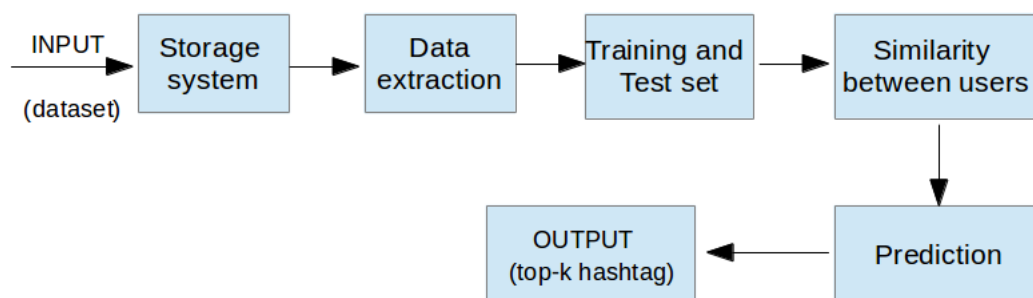 INPUT
(dataset)
Storage
system
Data
extraction
Training and
Test set
Similarity
between users
Prediction
OUTPUT
(top-k hashtag)